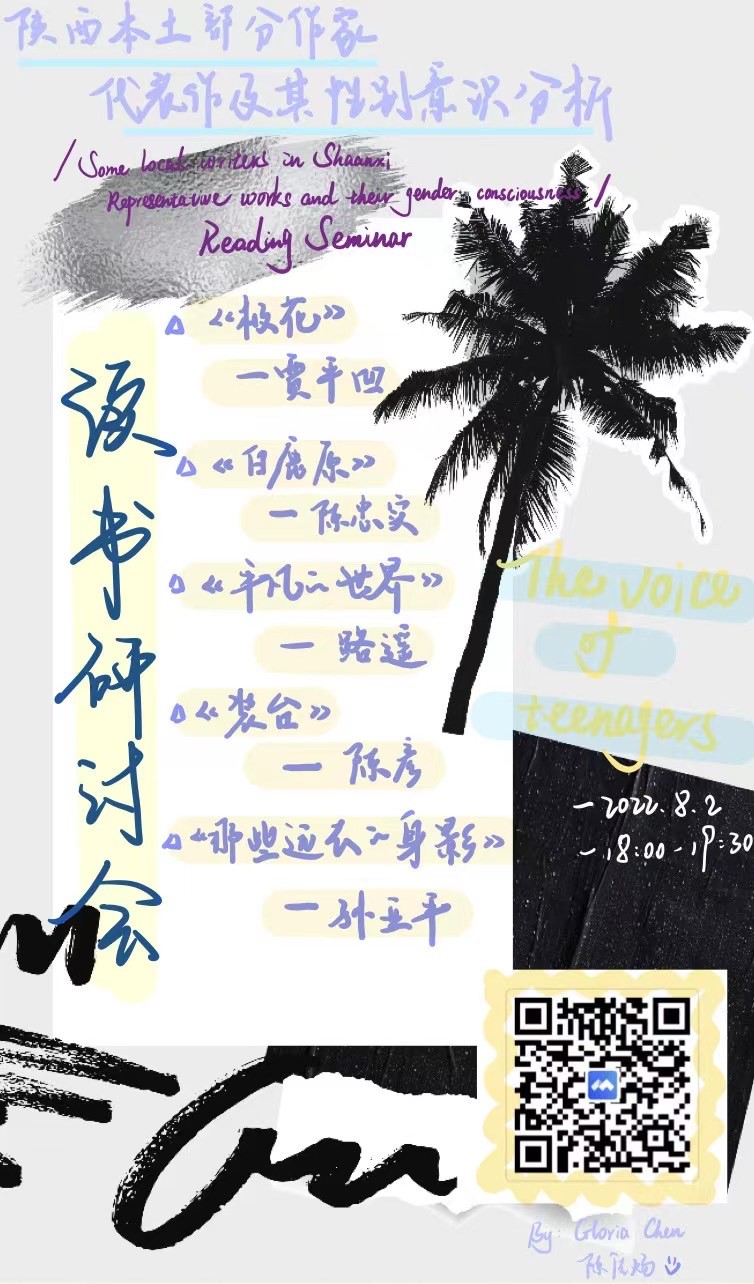 陕西本土部分作家
代表作及其性别意识分析
/Some local writers in Shaanxi
Representative works and their gender consciousness/
Reading Seminar
读书研讨会
△《极花》
—贾平凹
△《白鹿原》
—陈忠实
△《平凡的世界》
—路遥
△《装台》
—陈彦
△《那些远去的身影》
—孙亚平
The voice
of
teenagers
—2022.8.2
—18:00-19:30
By: Gloria Chen
陈